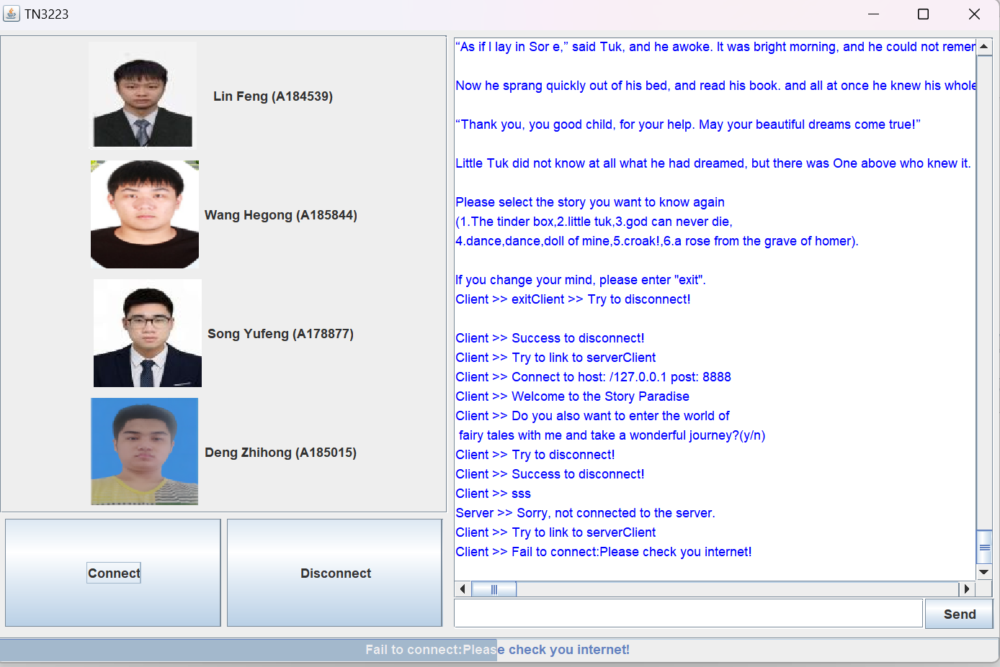 TN3223
Lin Feng (A184539)
Wang Hegong (A185844)
Song Yufeng (A178877)
Deng Zhihong (A185015)
Connect
Disconnect
“As if I lay in Sor e,” said Tuk, and he awoke. It was bright morning, and he could not remer
Now he sprang quickly out of his bed, and read his book. and all at once he knew his whole
“Thank you, you good child, for your help. May your beautiful dreams come true!”
Little Tuk did not know at all what he had dreamed, but there was One above who knew it.
Please select the story you want to know again
(1.The tinder box,2.little tuk,3.god can never die,
4.dance,dance,doll of mine,5.croak!,6.a rose from the grave of homer).
If you change your mind, please enter "exit".
Client >> exitClient >> Try to disconnect!
Client >> Success to disconnect!
Client >> Try to link to serverClient
Client >> Connect to host: /127.0.0.1 post: 8888
Client >> Welcome to the Story Paradise
Client >> Do you also want to enter the world of
fairy tales with me and take a wonderful journey?(y/n)
Client >> Try to disconnect!
Client >> Success to disconnect!
Client >> sss
Server >> Sorry, not connected to the server.
Client >> Try to link to serverClient
Client >> Fail to connect:Please check you internet!
Send
Fail to connect:Please check you internet!